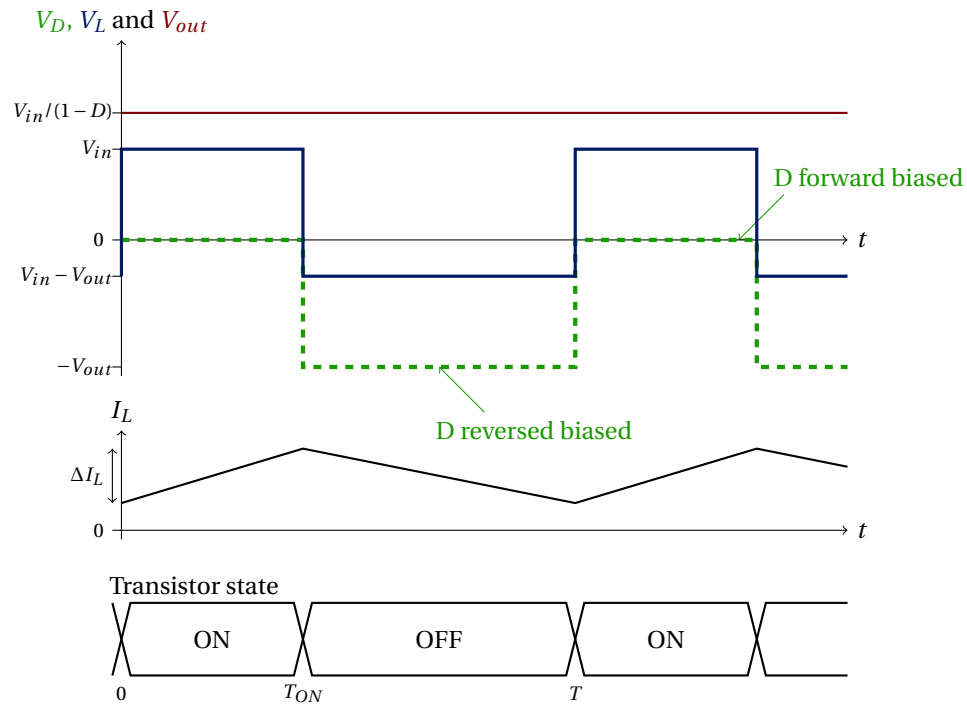 V_D, V_L and V_out
V_in/(1−D)
V_in
D forward biased
0
t
V_in − V_out
−V_out
D reversed biased
I_L
ΔI_L
0
t
Transistor state
ON OFF ON
0 T_ON T